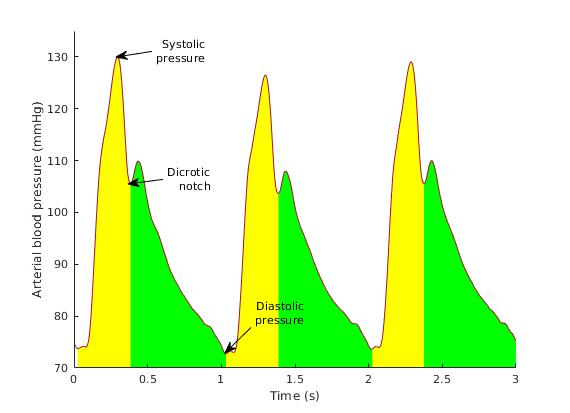 Systolic
pressure
Dicrotic
notch
Diastolic
pressure
Arterial blood pressure (mmHg)
130
120
110
100
90
80
70
0
0.5
1
1.5
2
2.5
3
Time (s)